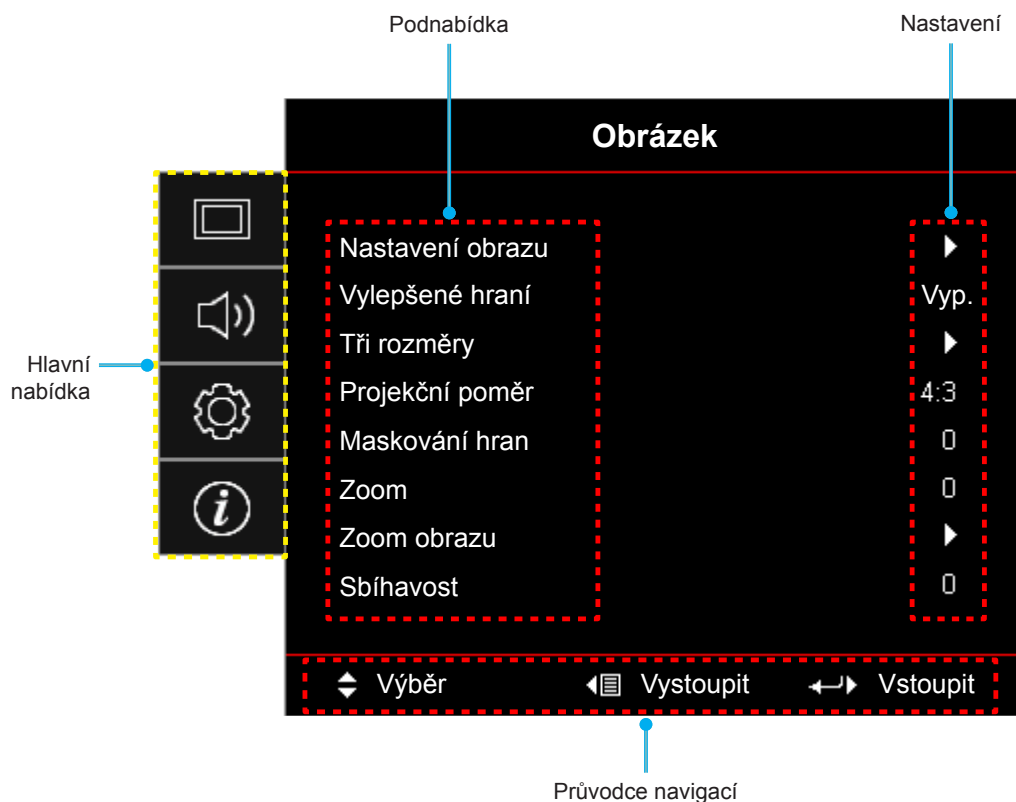 Podnabídka
Nastavení
Obrázek
Nastavení obrazu
Vylepšené hraní Vyp.
Tři rozměry
Projekční poměr 4:3
Maskování hran 0
Zoom 0
Zoom obrazu
Sbíhavost 0
Hlavní
nabídka
Výběr Vystoupit Vstoupit
Průvodce navigací